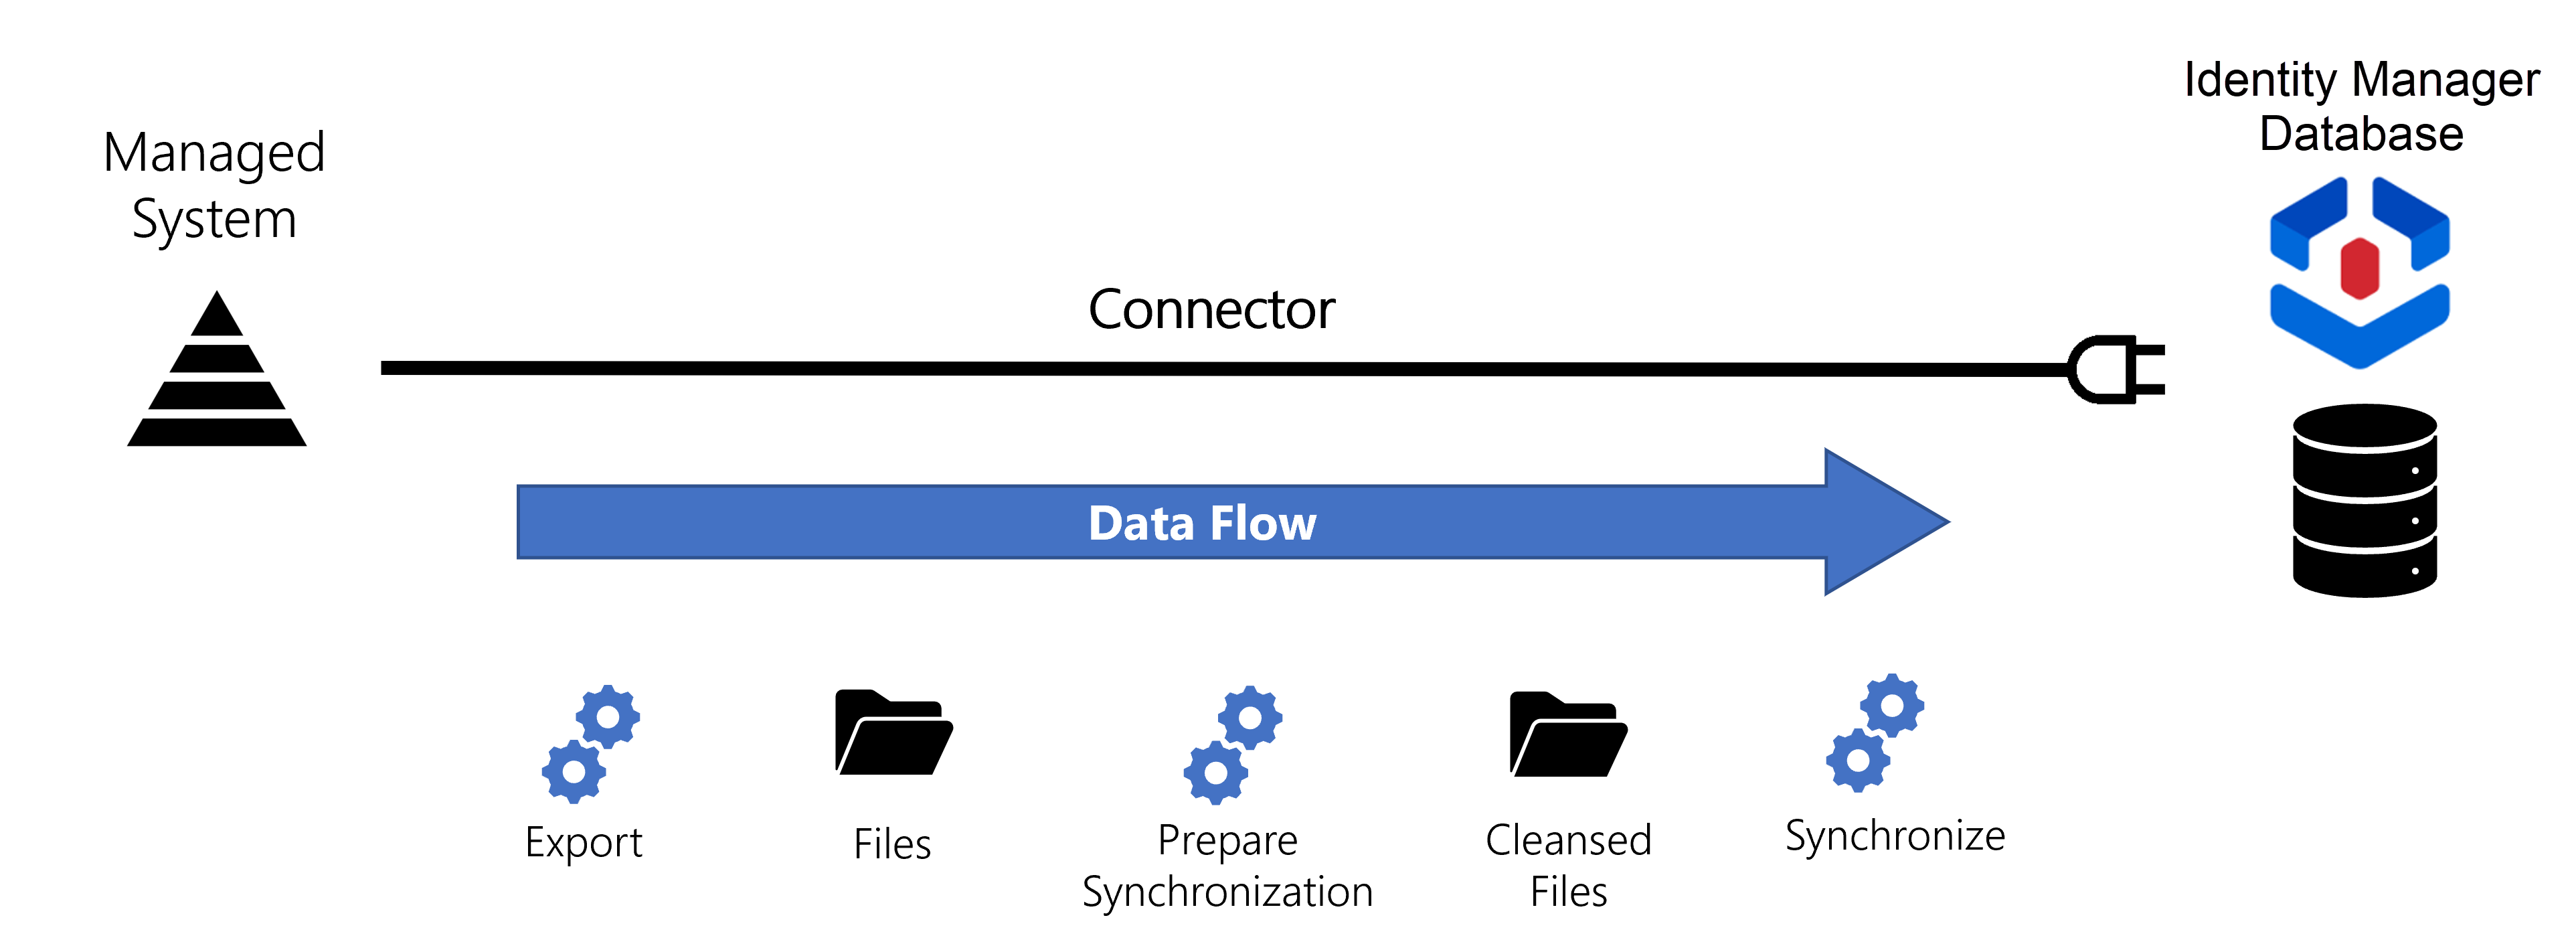 Identity Manager
Database
Managed
System
Connector
Data Flow
Export
Files
Prepare
Synchronization
Cleansed
Files
Synchronize